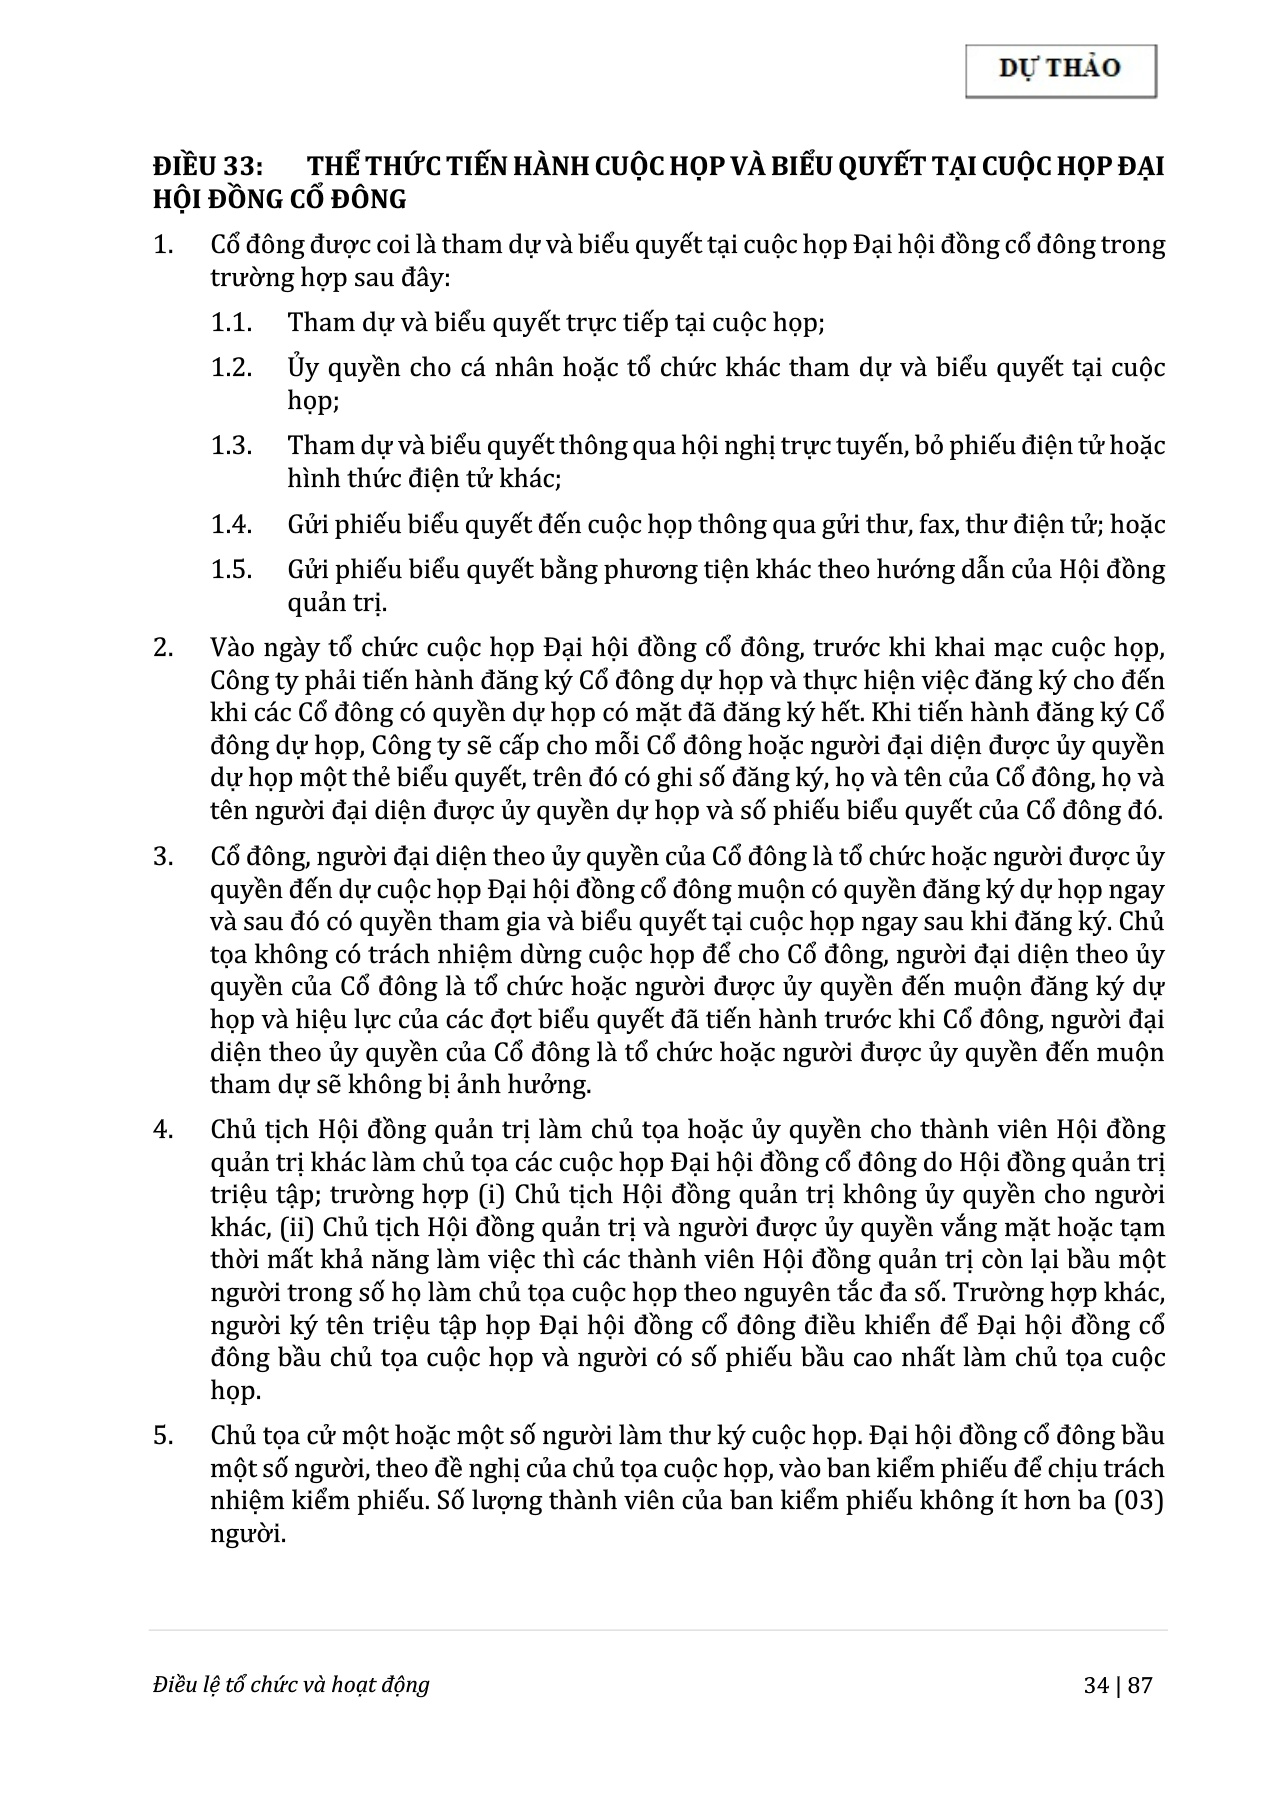 DỰ THẢO
ĐIỀU 33: THỂ THỨC TIẾN HÀNH CUỘC HỌP VÀ BIỂU QUYẾT TẠI CUỘC HỌP ĐẠI
HỘI ĐỒNG CỔ ĐÔNG
1. Cổ đông được coi là tham dự và biểu quyết tại cuộc họp Đại hội đồng cổ đông trong
trường hợp sau đây:
1.1. Tham dự và biểu quyết trực tiếp tại cuộc họp;
1.2. Ủy quyền cho cá nhân hoặc tổ chức khác tham dự và biểu quyết tại cuộc
họp;
1.3. Tham dự và biểu quyết thông qua hội nghị trực tuyến, bỏ phiếu điện tử hoặc
hình thức điện tử khác;
1.4. Gửi phiếu biểu quyết đến cuộc họp thông qua gửi thư, fax, thư điện tử; hoặc
1.5. Gửi phiếu biểu quyết bằng phương tiện khác theo hướng dẫn của Hội đồng
quản trị.
2. Vào ngày tổ chức cuộc họp Đại hội đồng cổ đông, trước khi khai mạc cuộc họp,
Công ty phải tiến hành đăng ký Cổ đông dự họp và thực hiện việc đăng ký cho đến
khi các Cổ đông có quyền dự họp có mặt đã đăng ký hết. Khi tiến hành đăng ký Cổ
đông dự họp, Công ty sẽ cấp cho mỗi Cổ đông hoặc người đại diện được ủy quyền
dự họp một thẻ biểu quyết, trên đó có ghi số đăng ký, họ và tên của Cổ đông, họ và
tên người đại diện được ủy quyền dự họp và số phiếu biểu quyết của Cổ đông đó.
3. Cổ đông, người đại diện theo ủy quyền của Cổ đông là tổ chức hoặc người được ủy
quyền đến dự cuộc họp Đại hội đồng cổ đông muộn có quyền đăng ký dự họp ngay
và sau đó có quyền tham gia và biểu quyết tại cuộc họp ngay sau khi đăng ký. Chủ
tọa không có trách nhiệm dừng cuộc họp để cho Cổ đông, người đại diện theo ủy
quyền của Cổ đông là tổ chức hoặc người được ủy quyền đến muộn đăng ký dự
họp và hiệu lực của các đợt biểu quyết đã tiến hành trước khi Cổ đông, người đại
diện theo ủy quyền của Cổ đông là tổ chức hoặc người được ủy quyền đến muộn
tham dự sẽ không bị ảnh hưởng.
4. Chủ tịch Hội đồng quản trị làm chủ tọa hoặc ủy quyền cho thành viên Hội đồng
quản trị khác làm chủ tọa các cuộc họp Đại hội đồng cổ đông do Hội đồng quản trị
triệu tập; trường hợp (i) Chủ tịch Hội đồng quản trị không ủy quyền cho người
khác, (ii) Chủ tịch Hội đồng quản trị và người được ủy quyền vắng mặt hoặc tạm
thời mất khả năng làm việc thì các thành viên Hội đồng quản trị còn lại bầu một
người trong số họ làm chủ tọa cuộc họp theo nguyên tắc đa số. Trường hợp khác,
người ký tên triệu tập họp Đại hội đồng cổ đông điều khiển để Đại hội đồng cổ
đông bầu chủ tọa cuộc họp và người có số phiếu bầu cao nhất làm chủ tọa cuộc
họp.
5. Chủ tọa cử một hoặc một số người làm thư ký cuộc họp. Đại hội đồng cổ đông bầu
một số người, theo đề nghị của chủ tọa cuộc họp, vào ban kiểm phiếu để chịu trách
nhiệm kiểm phiếu. Số lượng thành viên của ban kiểm phiếu không ít hơn ba (03)
người.
Điều lệ tổ chức và hoạt động 34 | 87